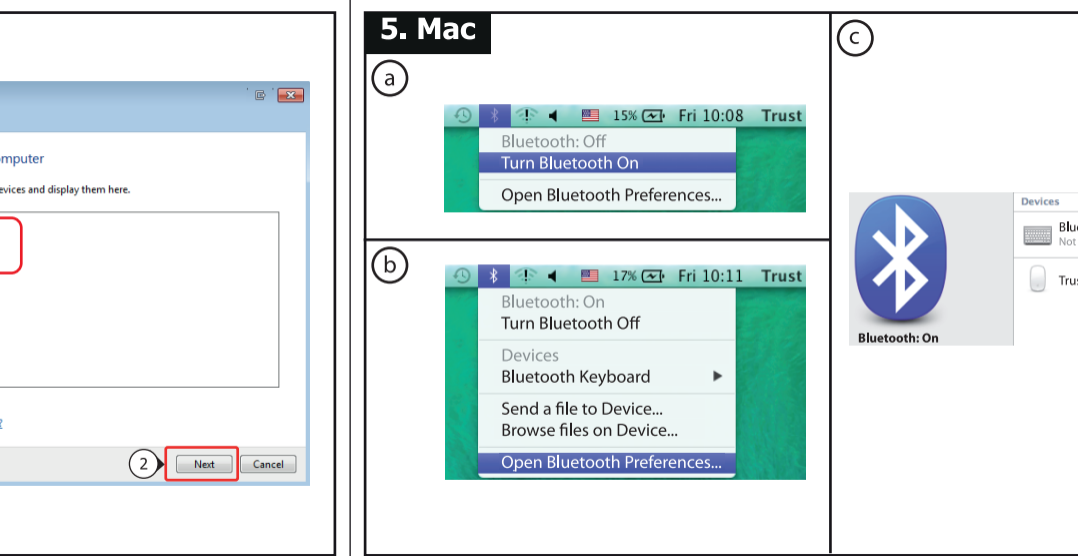 omputer
evices and display them here.
2
Next
Cancel
5. Mac
a
15%
Fri 10:08
Trust
Bluetooth: Off
Turn Bluetooth On
Open Bluetooth Preferences...
b
17%
Fri 10:11
Trust
Bluetooth: On
Turn Bluetooth Off
Devices
Bluetooth Keyboard
Send a file to Device...
Browse files on Device...
Open Bluetooth Preferences...
c
Devices
Blue
Not
Trus
Bluetooth: On